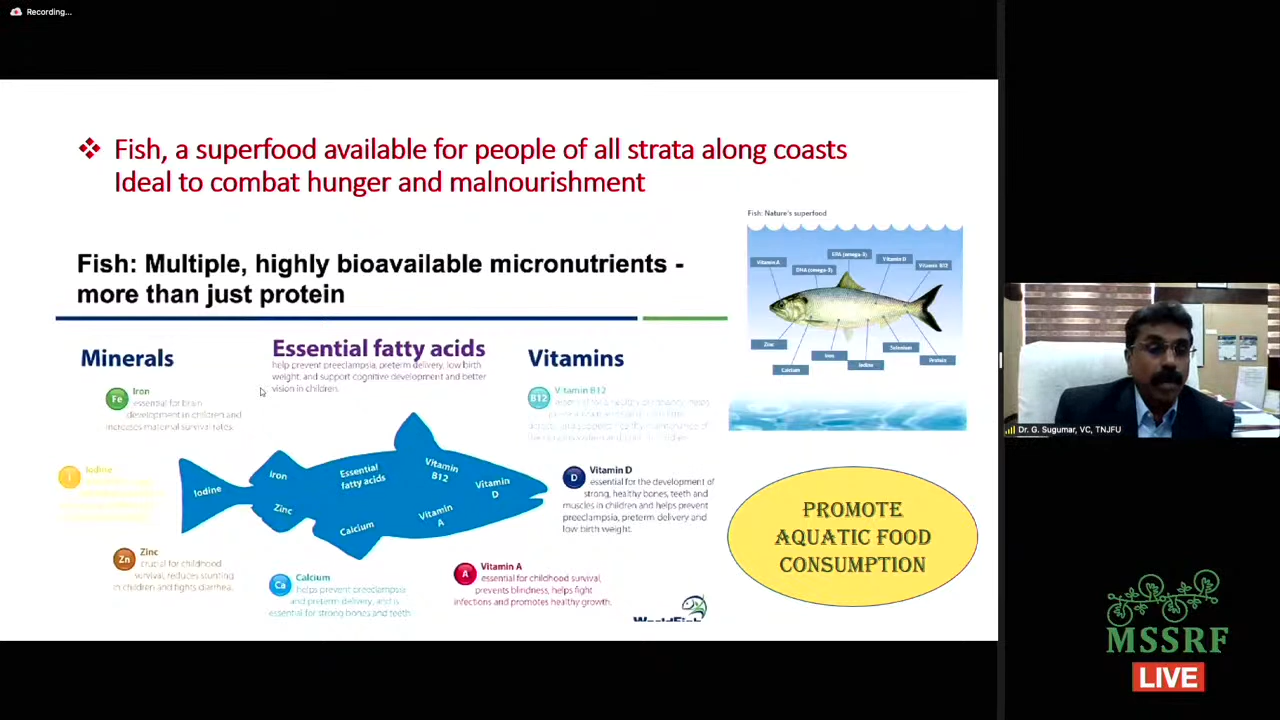 Recording...
❖ Fish, a superfood available for people of all strata along coasts
Ideal to combat hunger and malnourishment
Fish: Nature's superfood
Vitamin A
DHA (omega-3)
EPA (omega-3)
Vitamin D
Vitamin B12
Zinc
Calcium
Iron
Iodine
Selenium
Protein
Fish: Multiple, highly bioavailable micronutrients -
more than just protein
Minerals
Essential fatty acids
help prevent preeclampsia, preterm delivery, low birth
weight, and support cognitive development and better
vision in children.
Vitamins
Fe
Iron
essential for brain
development in children and
increases maternal survival rates.
B12
Vitamin B12
I
Iodine
Iodine
Iron
Zinc
Essential
fatty acids
Calcium
Vitamin
B12
Vitamin
A
Vitamin
D
D
Vitamin D
essential for the development of
strong, healthy bones, teeth and
muscles in children and helps prevent
preeclampsia, preterm delivery and
low birth weight.
Zn
Zinc
crucial for childhood
survival, reduces stunting
in children and fights diarrhea.
Ca
Calcium
helps prevent preeclampsia
and preterm delivery, and is
essential for strong bones and teeth.
A
Vitamin A
essential for childhood survival,
prevents blindness, helps fight
infections and promotes healthy growth.
WorldFish
PROMOTE
AQUATIC FOOD
CONSUMPTION
Dr. G. Sugumar, VC, TNJFU
MSSRF
LIVE